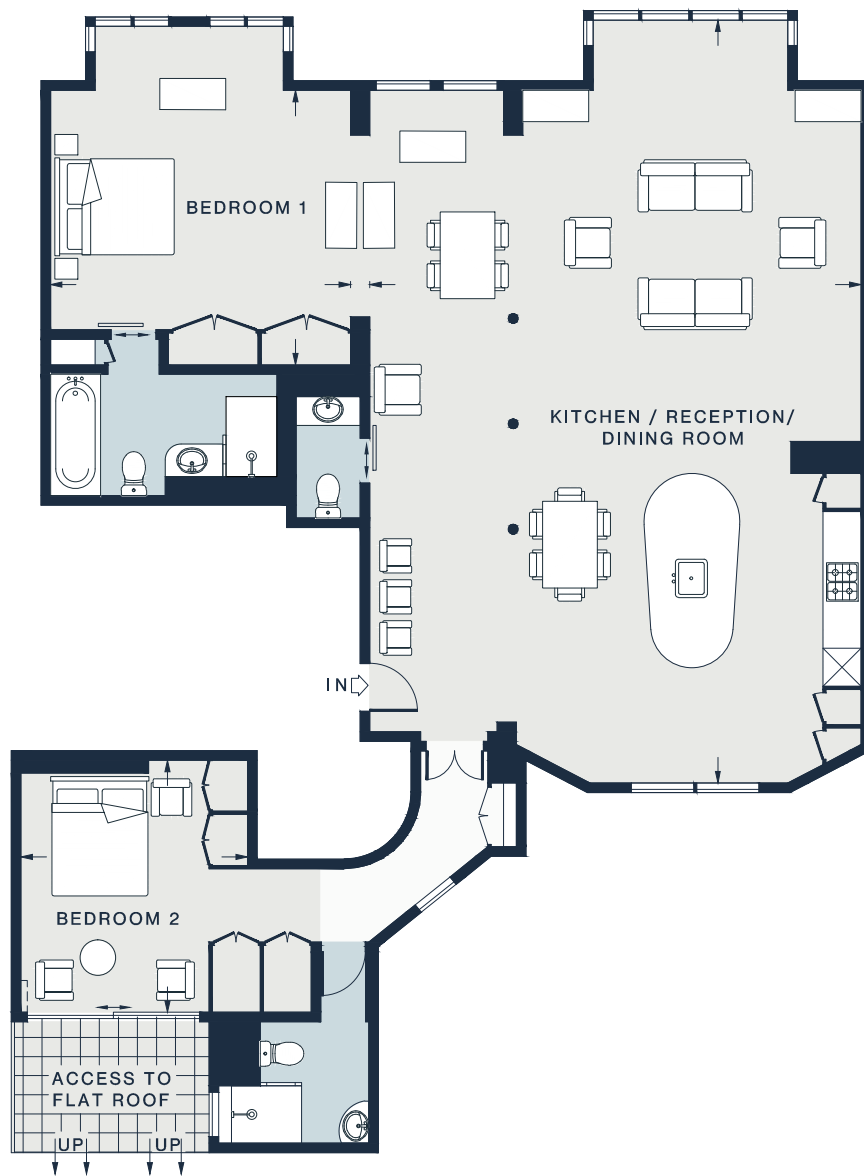 BEDROOM 1
KITCHEN / RECEPTION/
DINING ROOM
IN
BEDROOM 2
ACCESS TO
FLAT ROOF
UP UP